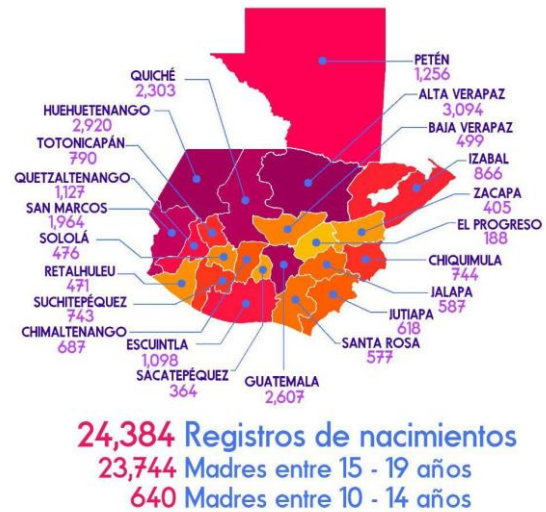 PETÉN
1,256
QUICHÉ
2,303
ALTA VERAPAZ
3,094
HUEHUETENANGO
2,920
BAJA VERAPAZ
499
TOTONICAPÁN
790
IZABAL
866
QUETZALTENANGO
1,127
ZACAPA
405
SAN MARCOS
1,964
EL PROGRESO
188
SOLOLÁ
476
CHIQUIMULA
744
RETALHULEU
471
JALAPA
587
SUCHITEPÉQUEZ
743
JUTIAPA
618
CHIMALTENANGO
687
SANTA ROSA
577
ESCUINTLA
1,098
SACATEPÉQUEZ
364
GUATEMALA
2,607
24,384 Registros de nacimientos
23,744 Madres entre 15 - 19 años
640 Madres entre 10 - 14 años